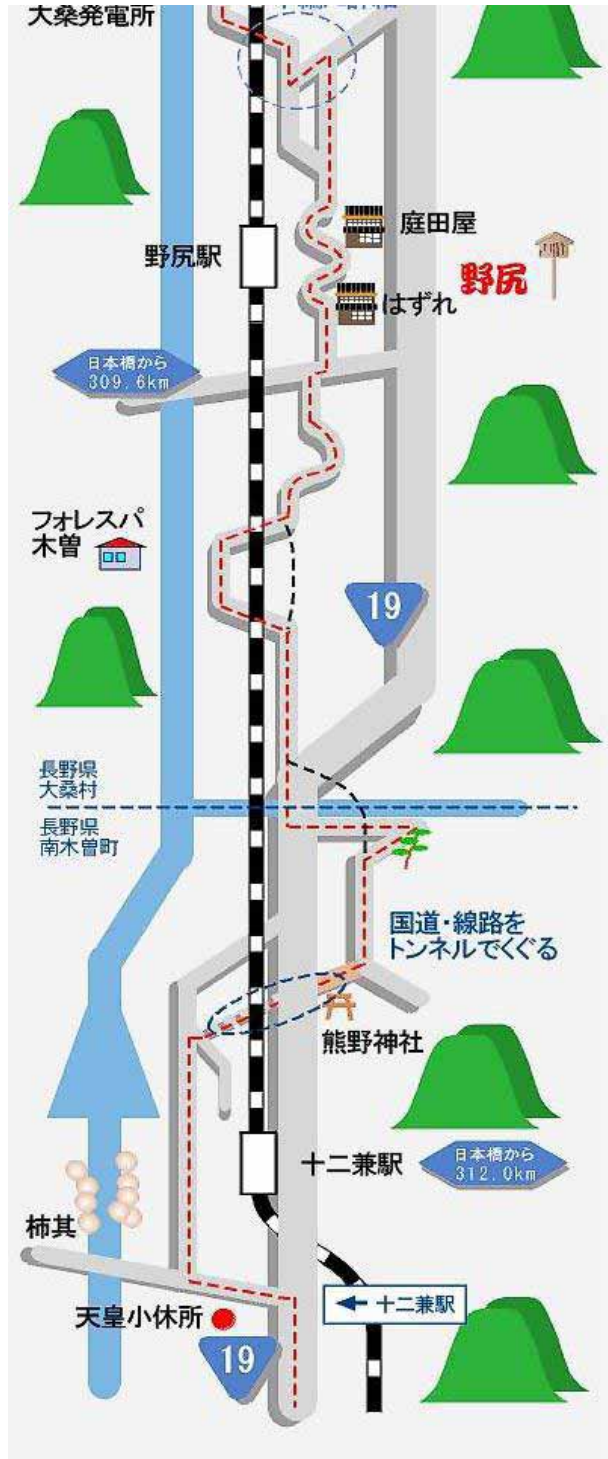 大桑発電所
庭田屋
野尻駅
野尻
はずれ
日本橋から
309.6km
フォレスパ
木曽
19
長野県
大桑村
長野県
南木曽町
国道・線路を
トンネルでくぐる
熊野神社
十二兼駅
日本橋から
312.0km
柿其
← 十二兼駅
天皇小休所
19